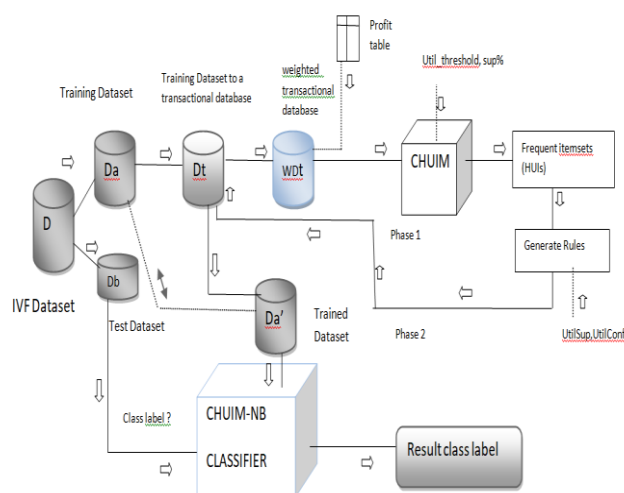 Profit
table
Util_threshold, sup%
Training Dataset to a
transactional database
weighted
transactional
database
Training Dataset
Da
Dt
WDt
CHUIM
Frequent itemsets
(HUIs)
D
Phase 1
Generate Rules
Db
IVF Dataset
Test Dataset
Da'
Trained
Dataset
Phase 2
UtilSup,UtilConf
Class label ?
CHUIM-NB
CLASSIFIER
Result class label